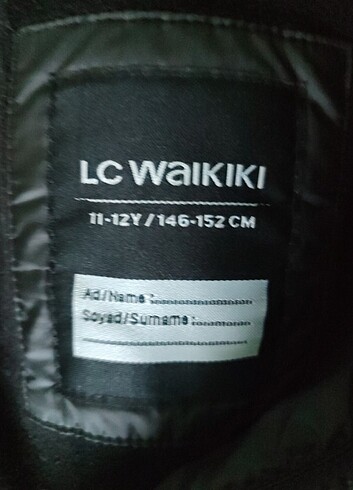 LC WAIKIKI
11-12Y / 146-152 CM
Ad/Name :........................
Soyad/Surname :...............